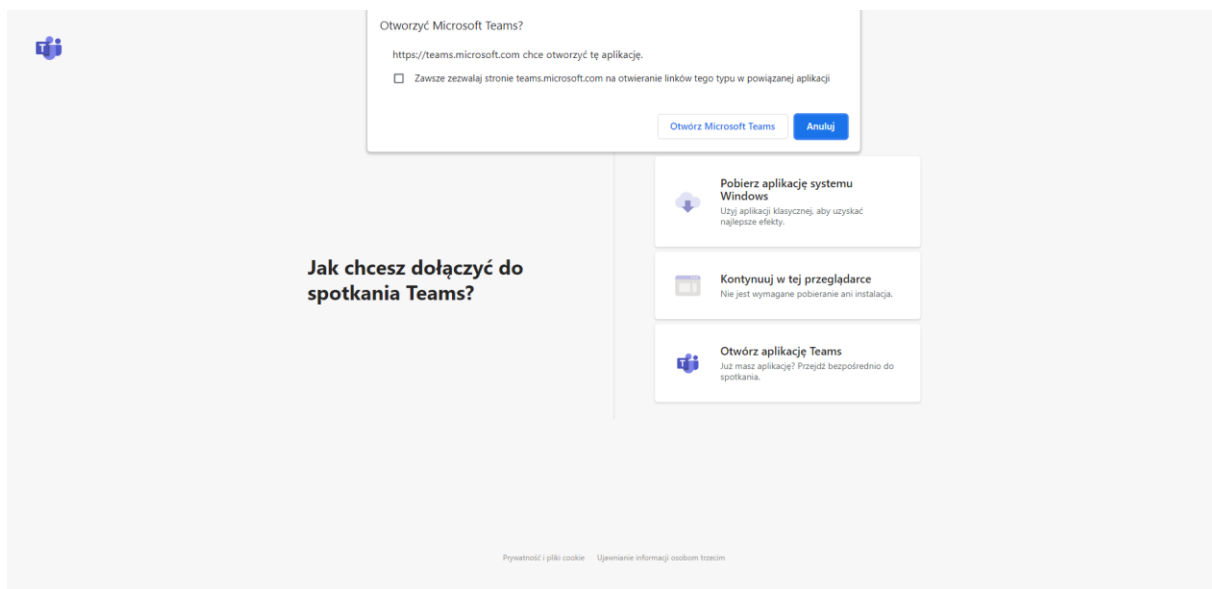 Otworzyć Microsoft Teams?
https://teams.microsoft.com chce otworzyć tę aplikację.
Zawsze zezwalaj stronie teams.microsoft.com na otwieranie linków tego typu w powiązanej aplikacji
Otwórz Microsoft Teams
Anuluj
Jak chcesz dołączyć do
spotkania Teams?
Pobierz aplikację systemu
Windows
Użyj aplikacji klasycznej, aby uzyskać
najlepsze efekty.
Kontynuuj w tej przeglądarce
Nie jest wymagane pobieranie ani instalacja.
Otwórz aplikację Teams
Już masz aplikację? Przejdź bezpośrednio do
spotkania.
Prywatność i pliki cookie
Ujawnianie informacji osobom trzecim